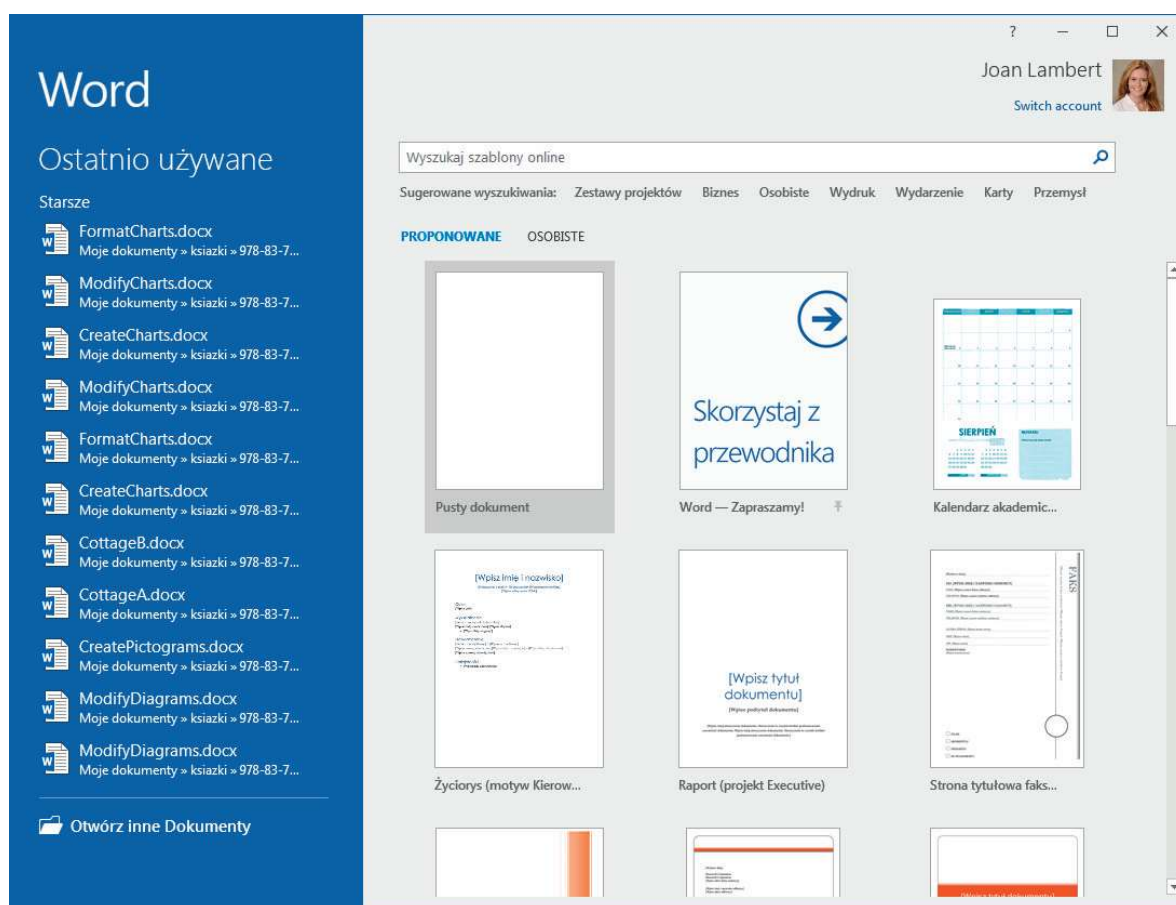 ?
Joan Lambert
Switch account
Word
Ostatnio używane
Starsze
FormatCharts.docx
Moje dokumenty » ksiazki » 978-83-7...
ModifyCharts.docx
Moje dokumenty » ksiazki » 978-83-7...
CreateCharts.docx
Moje dokumenty » ksiazki » 978-83-7...
ModifyCharts.docx
Moje dokumenty » ksiazki » 978-83-7...
FormatCharts.docx
Moje dokumenty » ksiazki » 978-83-7...
CreateCharts.docx
Moje dokumenty » ksiazki » 978-83-7...
CottageB.docx
Moje dokumenty » ksiazki » 978-83-7...
CottageA.docx
Moje dokumenty » ksiazki » 978-83-7...
CreatePictograms.docx
Moje dokumenty » ksiazki » 978-83-7...
ModifyDiagrams.docx
Moje dokumenty » ksiazki » 978-83-7...
ModifyDiagrams.docx
Moje dokumenty » ksiazki » 978-83-7...
Otwórz inne Dokumenty
Wyszukaj szablony online
Sugerowane wyszukiwania: Zestawy projektów Biznes Osobiste Wydruk Wydarzenie Karty Przemysł
PROPONOWANE OSOBISTE
Skorzystaj z
przewodnika
SIERPIEŃ
Pusty dokument Word — Zapraszamy! Kalendarz akademic...
[Wpisz imię i nazwisko]
[Wpisz tytuł
dokumentu]
[Wpisz podtytuł dokumentu]
FAKS
Życiorys (motyw Kierow... Raport (projekt Executive) Strona tytułowa faks...
[Wpisz tytuł dokumentu]